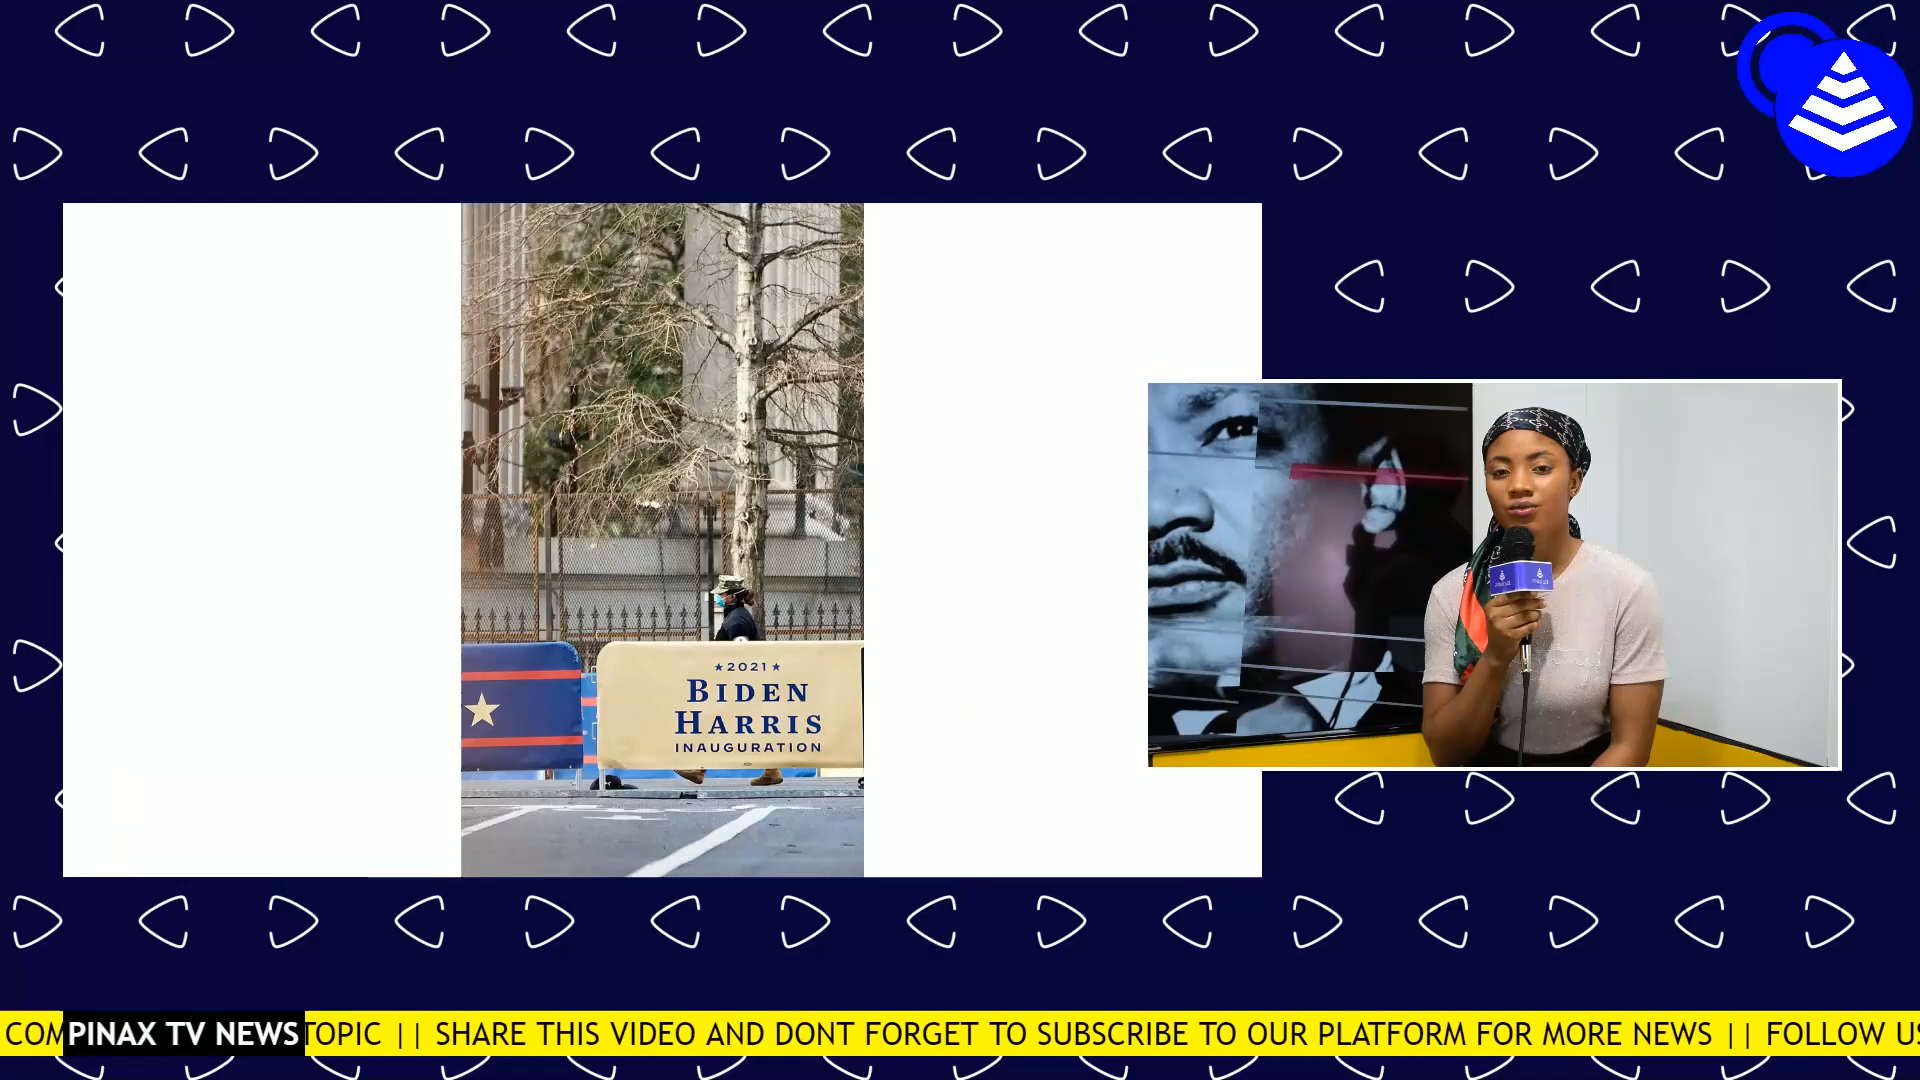 ★2021★
BIDEN
HARRIS
INAUGURATION
COM
PINAX TV NEWS
TOPIC || SHARE THIS VIDEO AND DONT FORGET TO SUBSCRIBE TO OUR PLATFORM FOR MORE NEWS || FOLLOW US